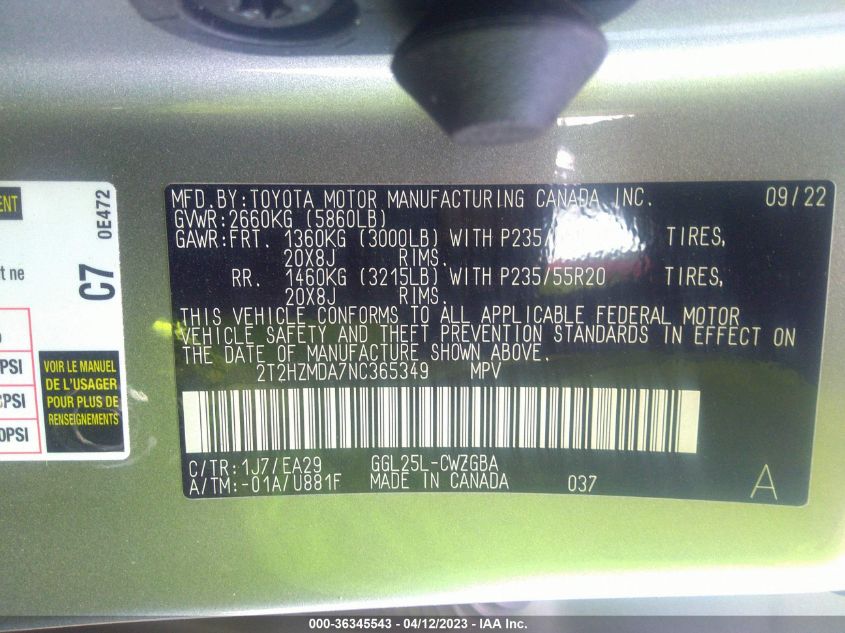 ENT
0E472
C7
t ne
PSI
CPSI
0PSI
VOIR LE MANUEL
DE L'USAGER
POUR PLUS DE
RENSEIGNEMENTS
MFD.BY:TOYOTA MOTOR MANUFACTURING CANADA INC. 09/22
GVWR:2660KG (5860LB)
GAWR:FRT. 1360KG (3000LB) WITH P235/ TIRES,
20X8J RIMS.
RR. 1460KG (3215LB) WITH P235/55R20 TIRES,
20X8J RIMS.
THIS VEHICLE CONFORMS TO ALL APPLICABLE FEDERAL MOTOR
VEHICLE SAFETY AND THEFT PREVENTION STANDARDS IN EFFECT ON
THE DATE OF MANUFACTURE SHOWN ABOVE.
2T2HZMDA7NC365349 MPV
C/TR:1J7/EA29 GGL25L-CWZGBA
A/TM:-01A/U881F MADE IN CANADA 037 A
000-36345543 - 04/12/2023 - IAA Inc.